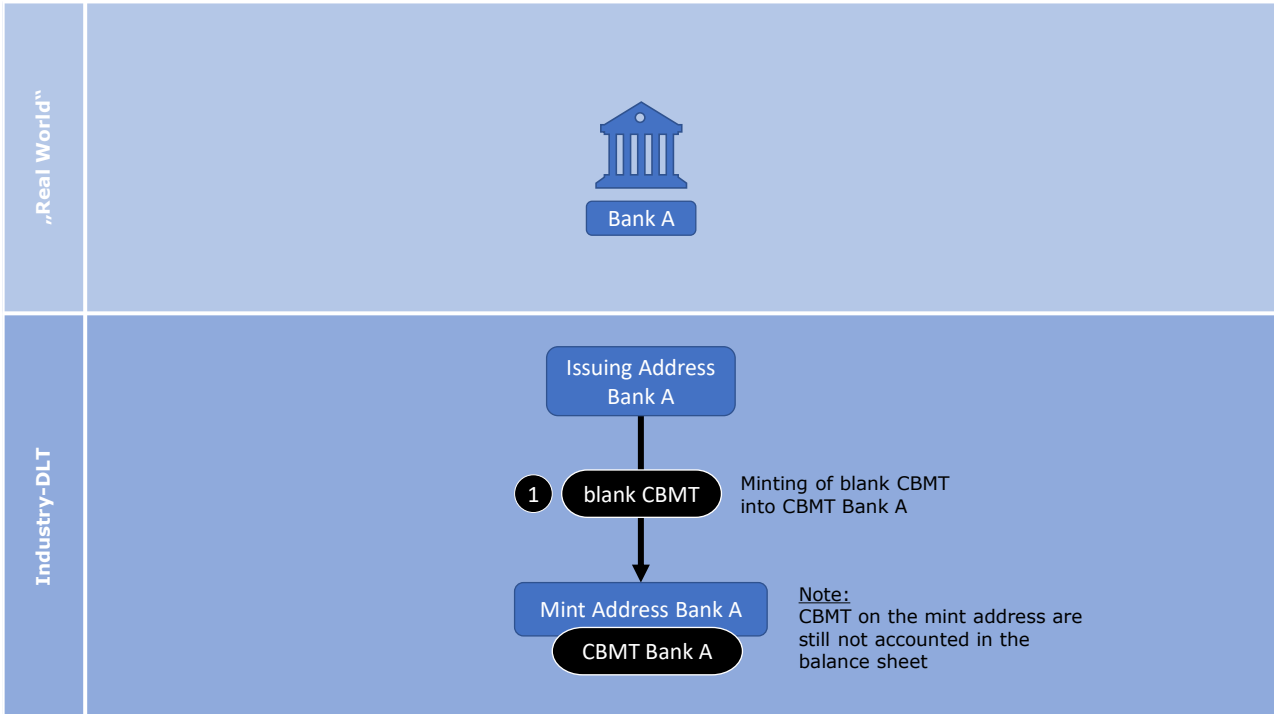 „Real World“
Bank A
Industry-DLT
Issuing Address
Bank A
1
blank CBMT
Minting of blank CBMT
into CBMT Bank A
Mint Address Bank A
CBMT Bank A
Note:
CBMT on the mint address are
still not accounted in the
balance sheet